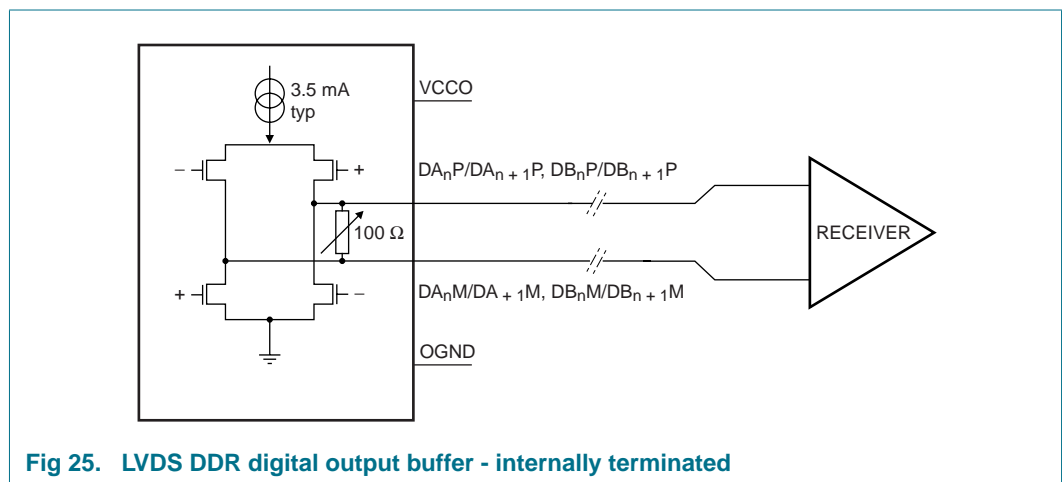 3.5 mA
typ
VCCO
−
+
DAnP/DAn + 1P, DBnP/DBn + 1P
100 Ω
RECEIVER
+
−
DAnM/DA + 1M, DBnM/DBn + 1M
OGND
Fig 25. LVDS DDR digital output buffer - internally terminated